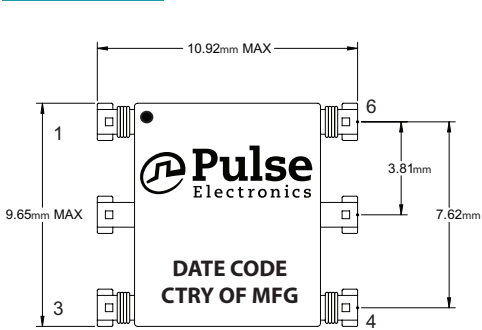 10.92mm MAX
6
1
3.81mm
Pulse
Electronics
9.65mm MAX
7.62mm
DATE CODE
CTRY OF MFG
3
4